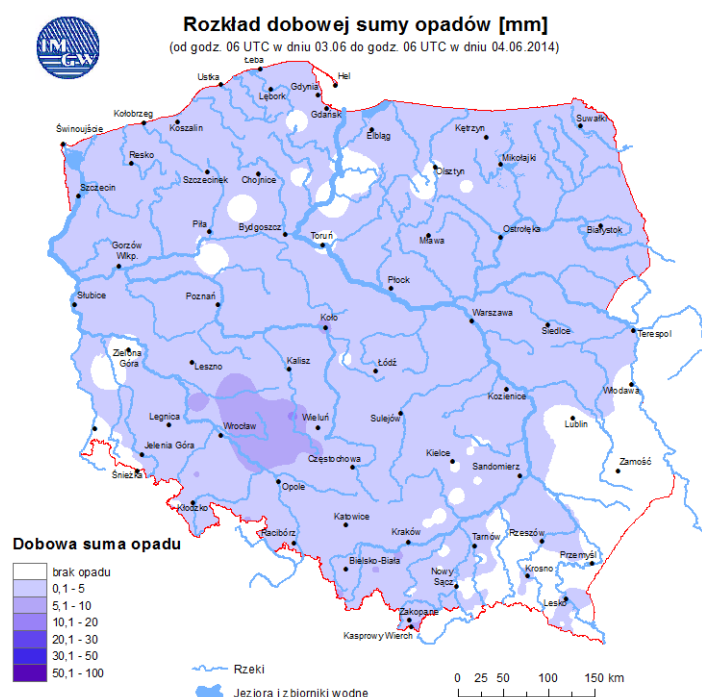 Rozkład dobowej sumy opadów [mm]
(od godz. 06 UTC w dniu 03.06 do godz. 06 UTC w dniu 04.06.2014)
IM
GW
Łeba
Ustka
Hel
Lębork
Gdynia
Gdańsk
Kołobrzeg
Koszalin
Świnoujście
Elbląg
Kętrzyn
Suwałki
Resko
Mikołajki
Szczecinek
Chojnice
Olsztyn
Szczecin
Piła
Bydgoszcz
Toruń
Mława
Ostrołęka
Białystok
Gorzów
Wlkp.
Płock
Słubice
Poznań
Koło
Warszawa
Siedlce
Terespol
Zielona
Góra
Leszno
Kalisz
Łódź
Kozienice
Włodawa
Legnica
Wrocław
Wieluń
Sulejów
Lublin
Jelenia Góra
Częstochowa
Kielce
Sandomierz
Zamość
Śnieżka
Opole
Kłodzko
Katowice
Racibórz
Kraków
Tarnów
Rzeszów
Przemyśl
Bielsko-Biała
Nowy
Sącz
Krosno
Lesko
Zakopane
Kasprowy Wierch
Dobowa suma opadu
brak opadu
0,1 - 5
5,1 - 10
10,1 - 20
20,1 - 30
30,1 - 50
50,1 - 100
Rzeki
Jeziora i zbiorniki wodne
0 25 50 100 150 km